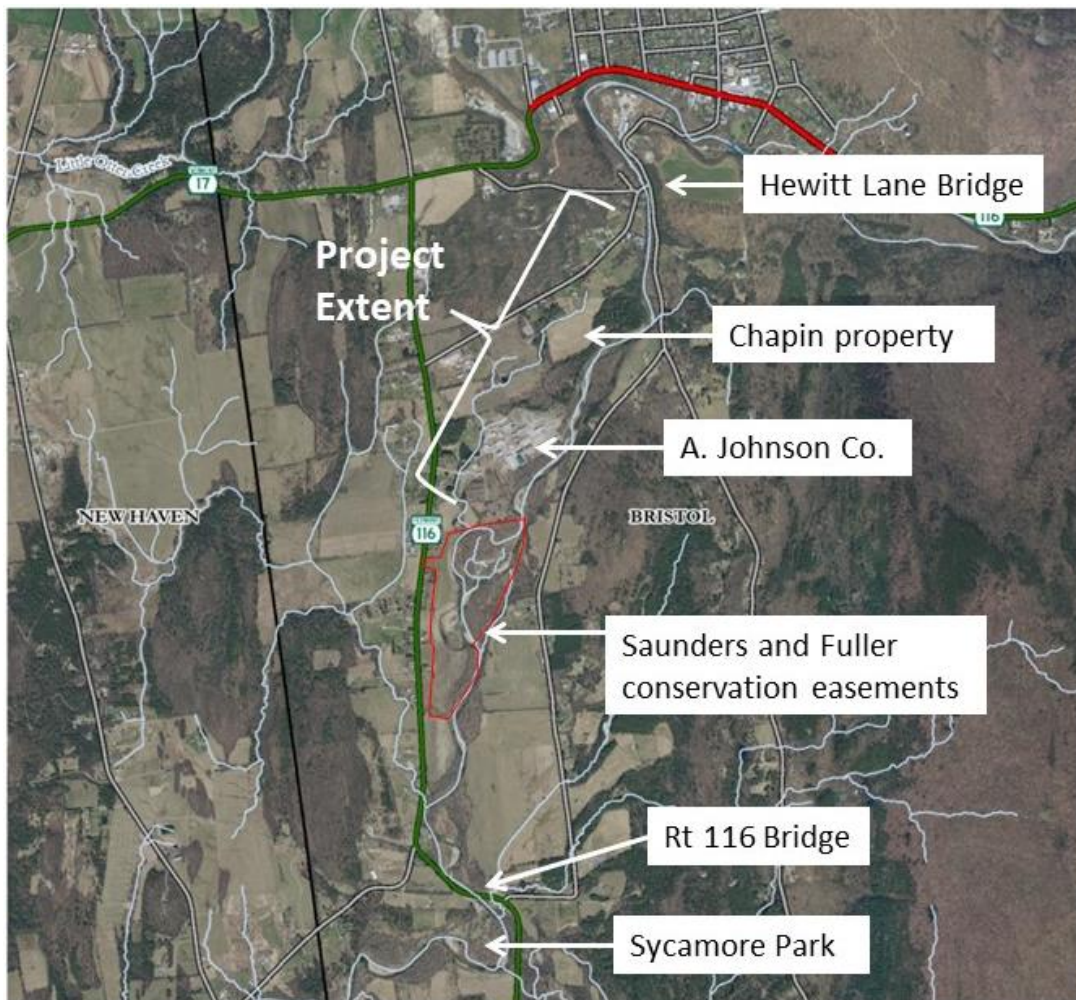 Little Otter Creek
17
Hewitt Lane Bridge
116
Project
Extent
Chapin property
A. Johnson Co.
NEW HAVEN
116
BRISTOL
Saunders and Fuller
conservation easements
Rt 116 Bridge
Sycamore Park